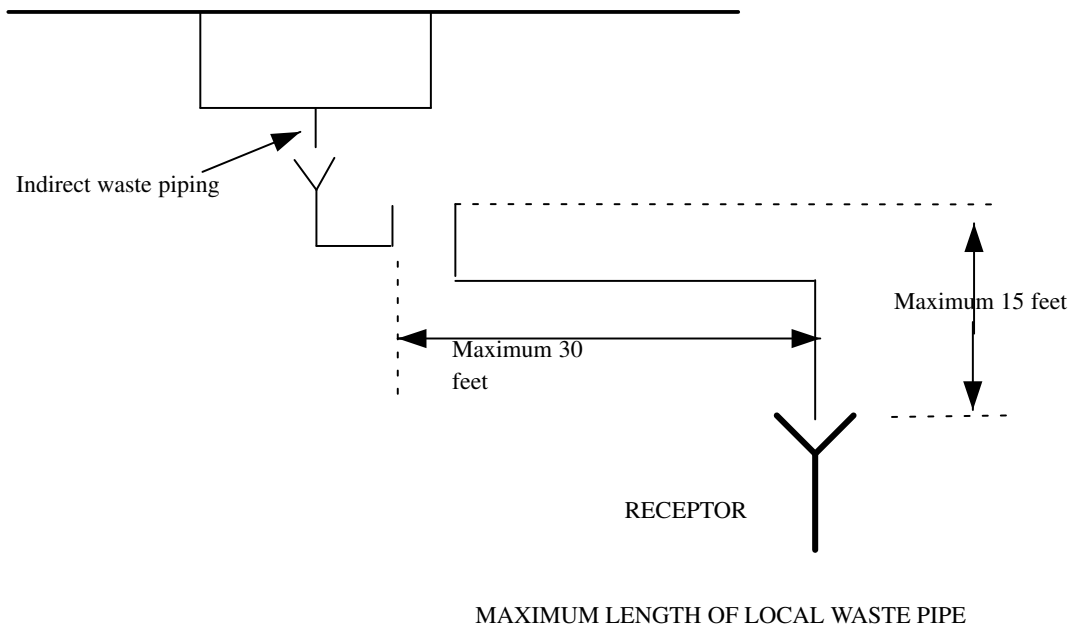 Indirect waste piping
Maximum 15 feet
Maximum 30
feet
RECEPTOR
MAXIMUM LENGTH OF LOCAL WASTE PIPE